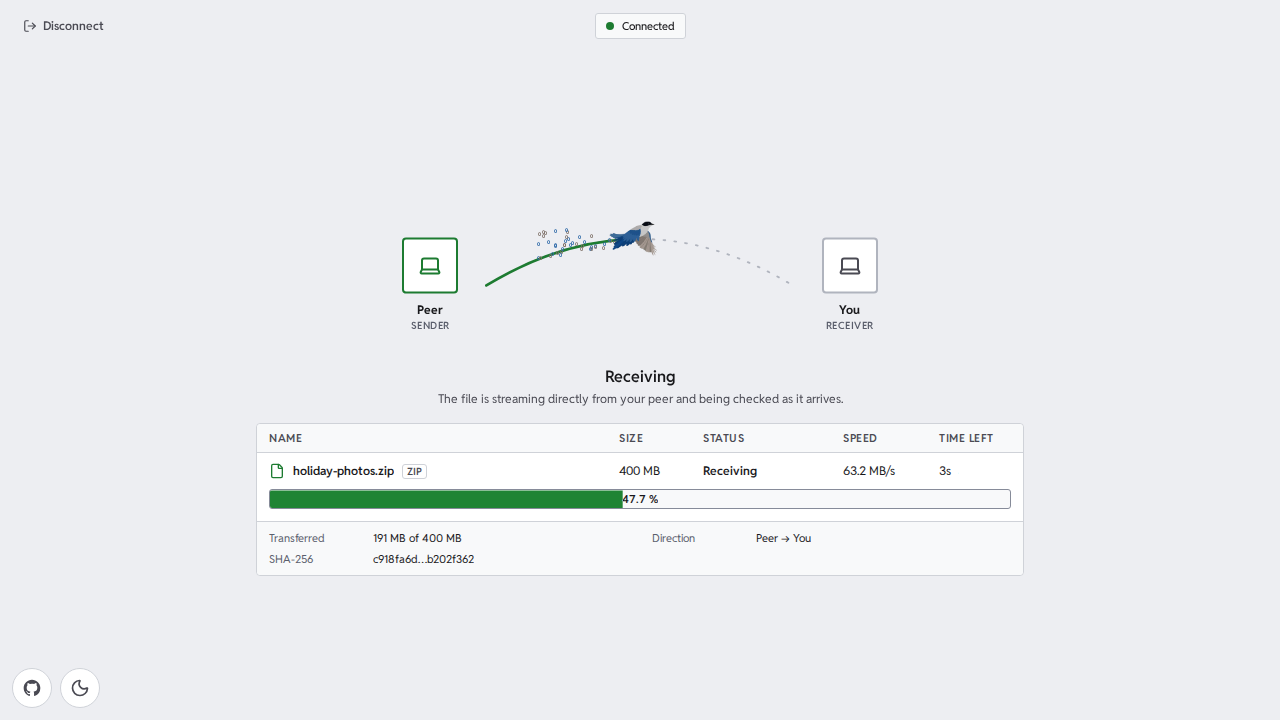 Disconnect
Connected
Peer
SENDER
You
RECEIVER
Receiving
The file is streaming directly from your peer and being checked as it arrives.
NAME SIZE STATUS SPEED TIME LEFT
holiday-photos.zip ZIP 400 MB Receiving 63.2 MB/s 3s
47.7 %
Transferred 191 MB of 400 MB Direction Peer → You
SHA-256 c918fa6d…b202f362